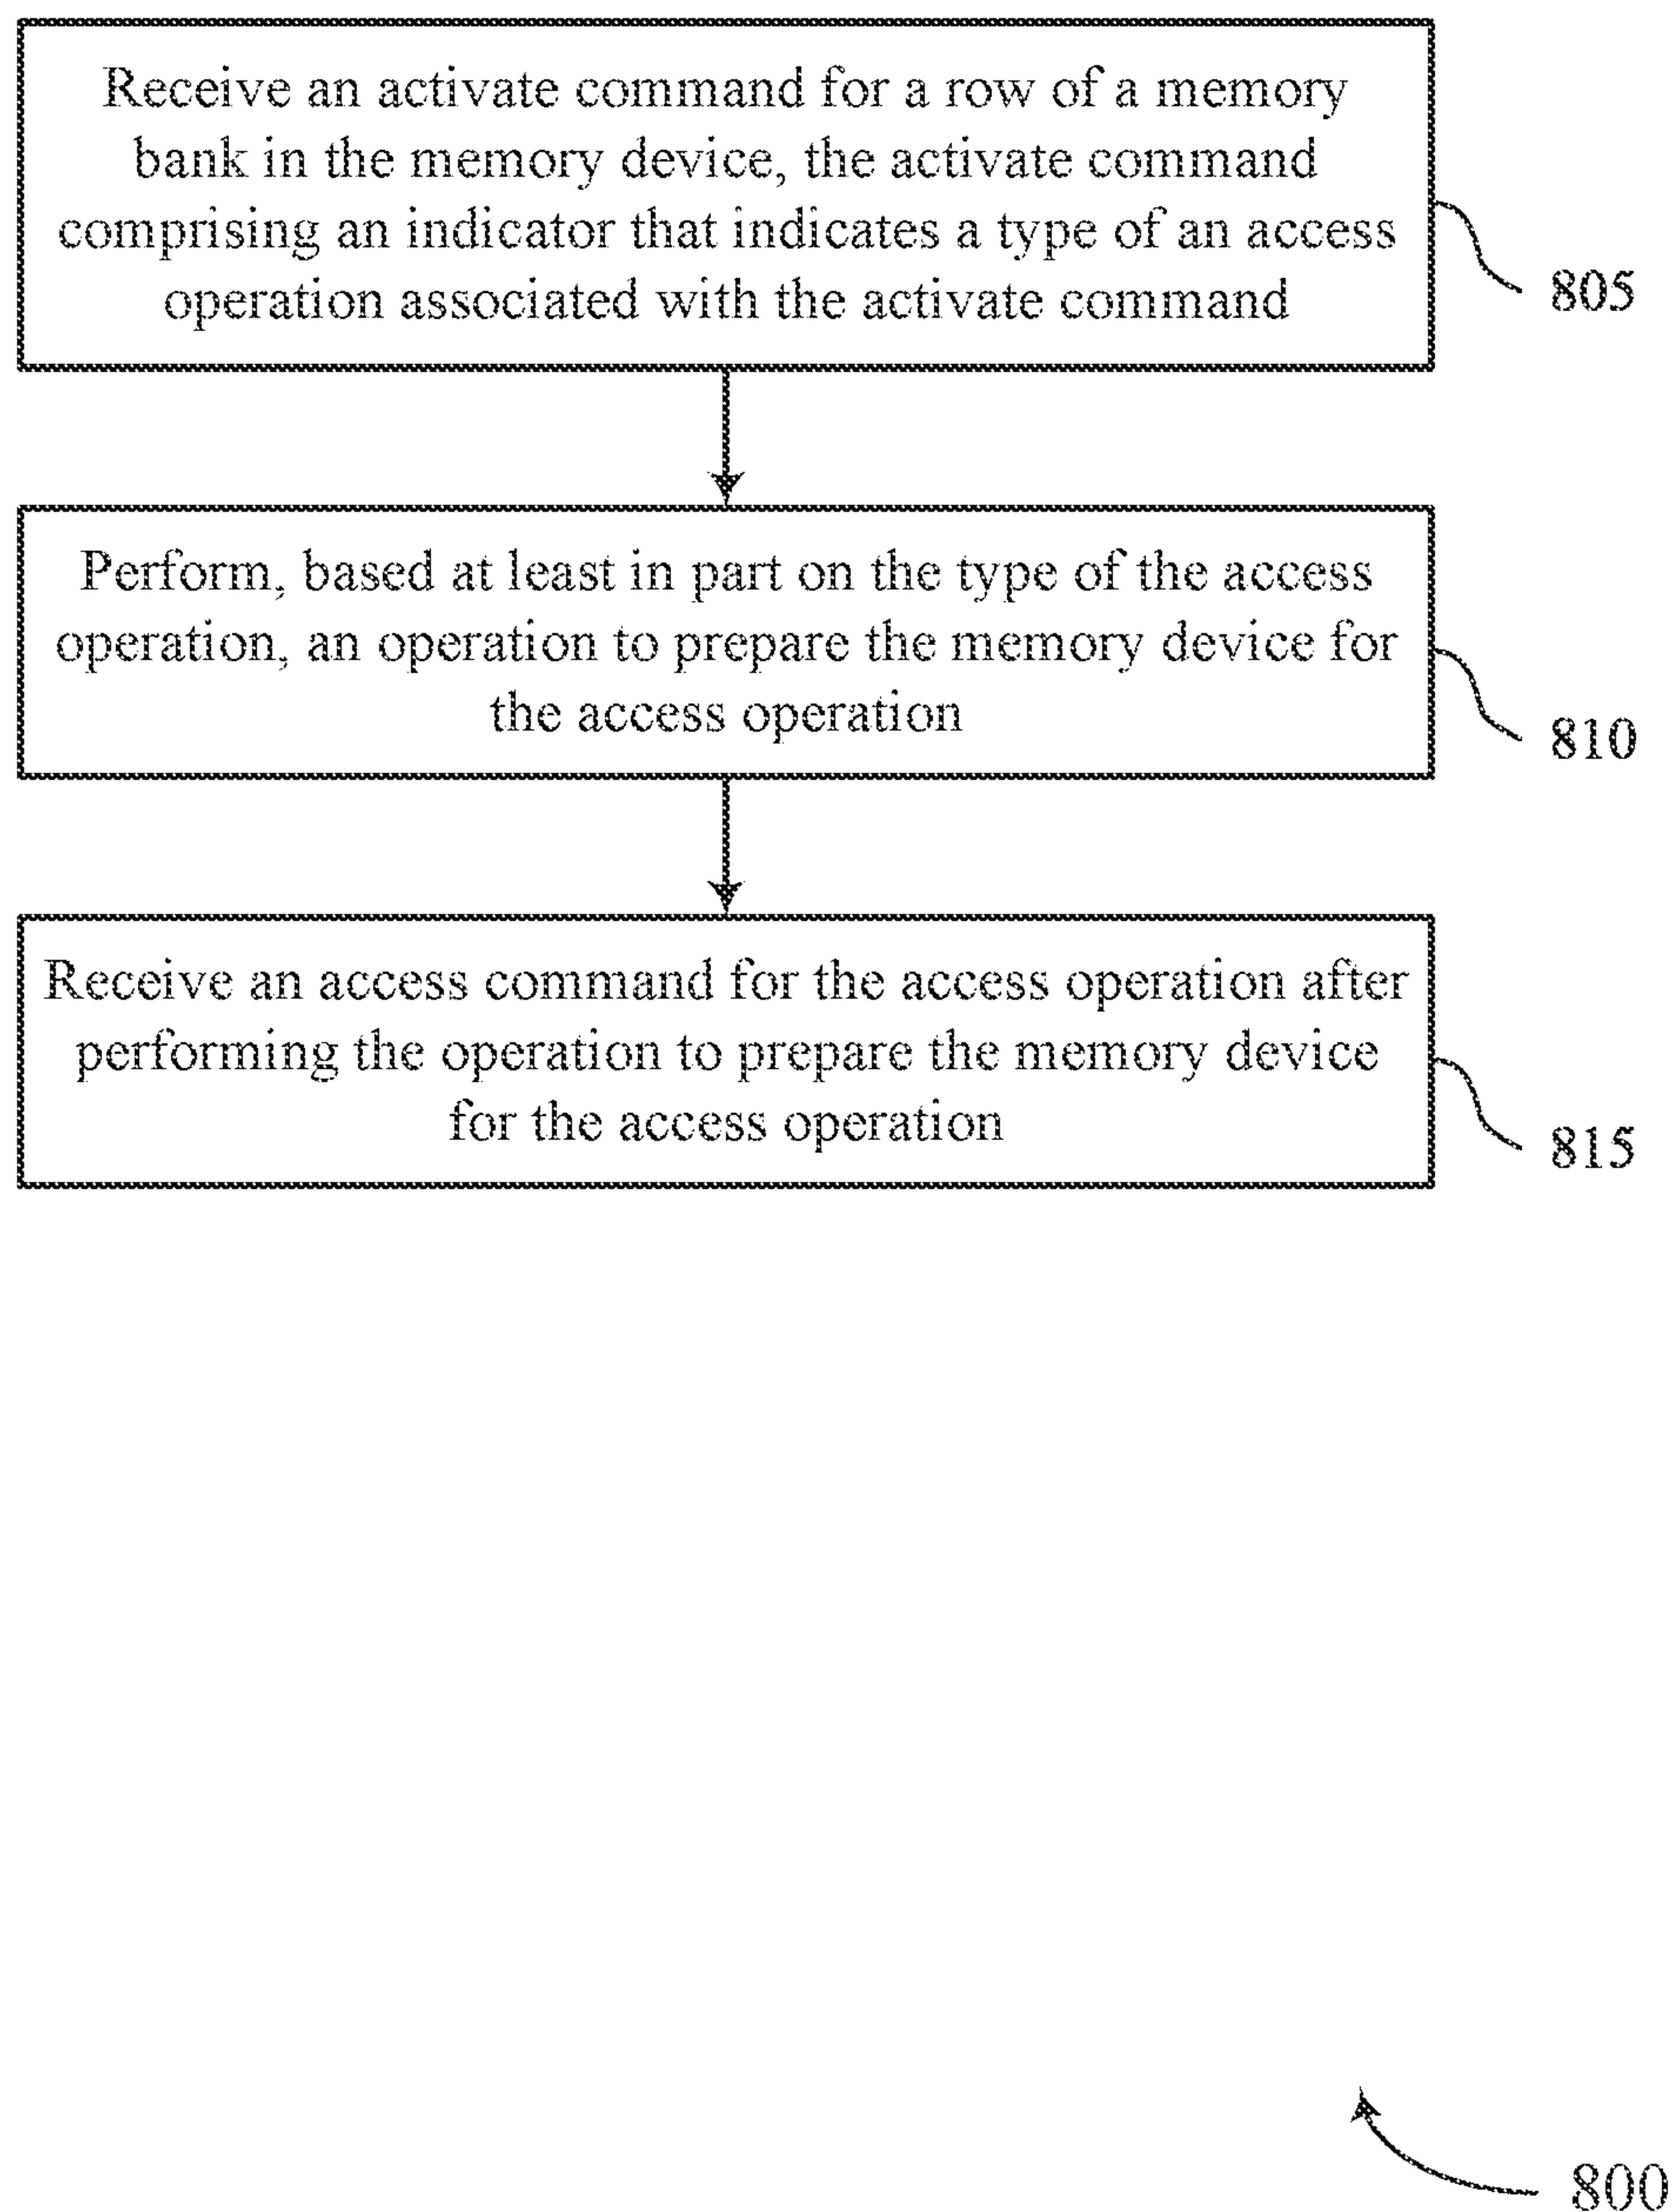 Receive an activate command for a row of a memory
bank in the memory device, the activate command
comprising an indicator that indicates a type of an access
operation associated with the activate command
805
Perform, based at least in part on the type of the access
operation, an operation to prepare the memory device for
the access operation
810
Receive an access command for the access operation after
performing the operation to prepare the memory device
for the access operation
815
800